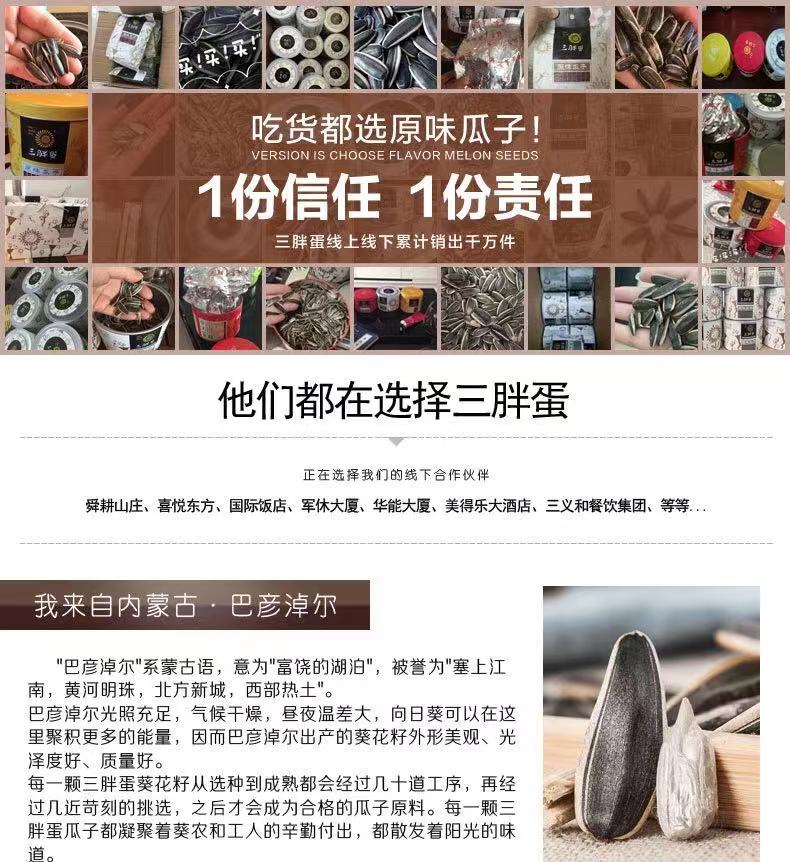 吃货都选原味瓜子！
VERSION IS CHOOSE FLAVOR MELON SEEDS
1份信任 1份责任
三胖蛋线上线下累计销出千万件
他们都在选择三胖蛋
正在选择我们的线下合作伙伴
舜耕山庄、喜悦东方、国际饭店、军休大厦、华能大厦、美得乐大酒店、三义和餐饮集团、等等...
我来自内蒙古·巴彦淖尔
"巴彦淖尔"系蒙古语，意为"富饶的湖泊"，被誉为"塞上江
南，黄河明珠，北方新城，西部热土"。
巴彦淖尔光照充足，气候干燥，昼夜温差大，向日葵可以在这
里聚积更多的能量，因而巴彦淖尔出产的葵花籽外形美观、光
泽度好、质量好。
每一颗三胖蛋葵花籽从选种到成熟都会经过几十道工序，再经
过几近苛刻的挑选，之后才会成为合格的瓜子原料。每一颗三
胖蛋瓜子都凝聚着葵农和工人的辛勤付出，都散发着阳光的味
道。